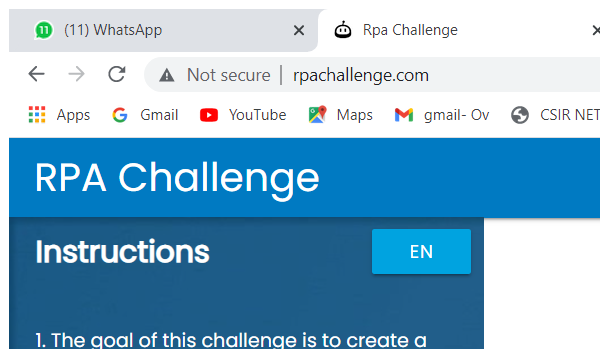 11 (11) WhatsApp Rpa Challenge
Not secure | rpachallenge.com
Apps Gmail YouTube Maps gmail- Ov CSIR NET
RPA Challenge
Instructions EN
1. The goal of this challenge is to create a